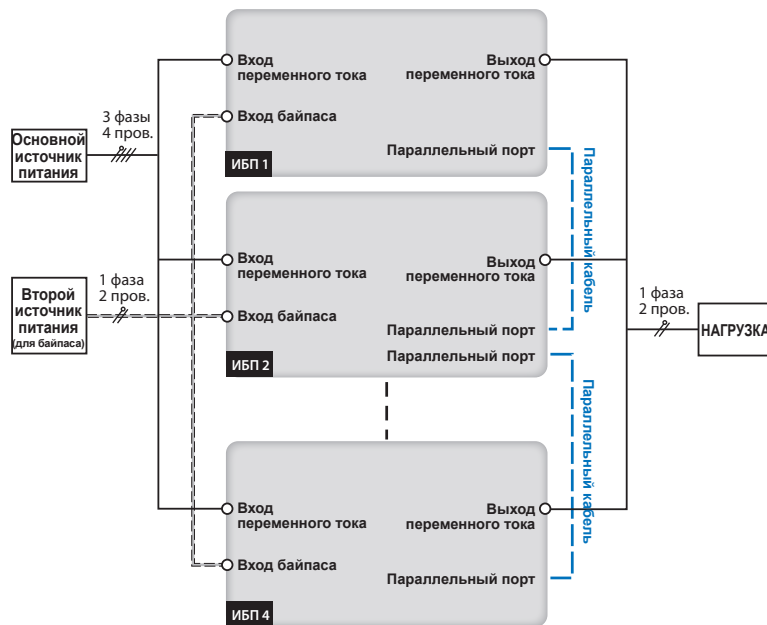 Вход
переменного тока
Выход
переменного тока
3 фазы
4 пров.
Вход байпаса
Основной
источник
питания
Параллельный порт
ИБП 1
Параллельный кабель
Вход
переменного тока
Выход
переменного тока
1 фаза
2 пров.
Второй
источник
питания
(для байпаса)
Вход байпаса
1 фаза
2 пров.
НАГРУЗКА
Параллельный порт
Параллельный порт
ИБП 2
Параллельный кабель
Вход
переменного тока
Выход
переменного тока
Вход байпаса
Параллельный порт
ИБП 4